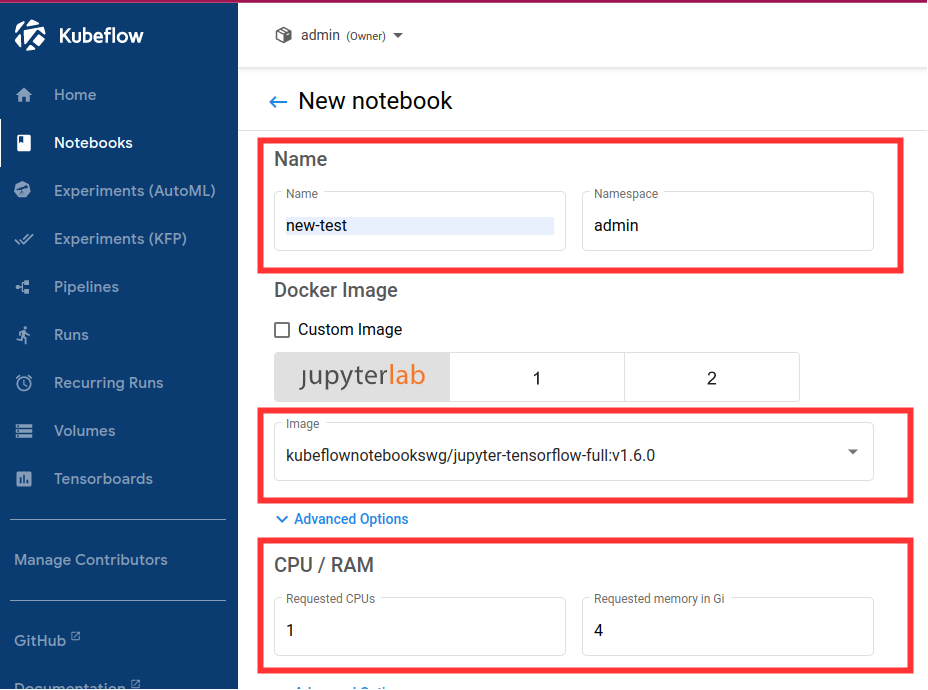 Kubeflow
admin (Owner)
Home
Notebooks
Experiments (AutoML)
Experiments (KFP)
Pipelines
Runs
Recurring Runs
Volumes
Tensorboards
Manage Contributors
GitHub
Documentation
New notebook
Name
Name
new-test
Namespace
admin
Docker Image
Custom Image
jupyterlab
1
2
Image
kubeflownotebookswg/jupyter-tensorflow-full:v1.6.0
Advanced Options
CPU / RAM
Requested CPUs
1
Requested memory in Gi
4
Advanced Options